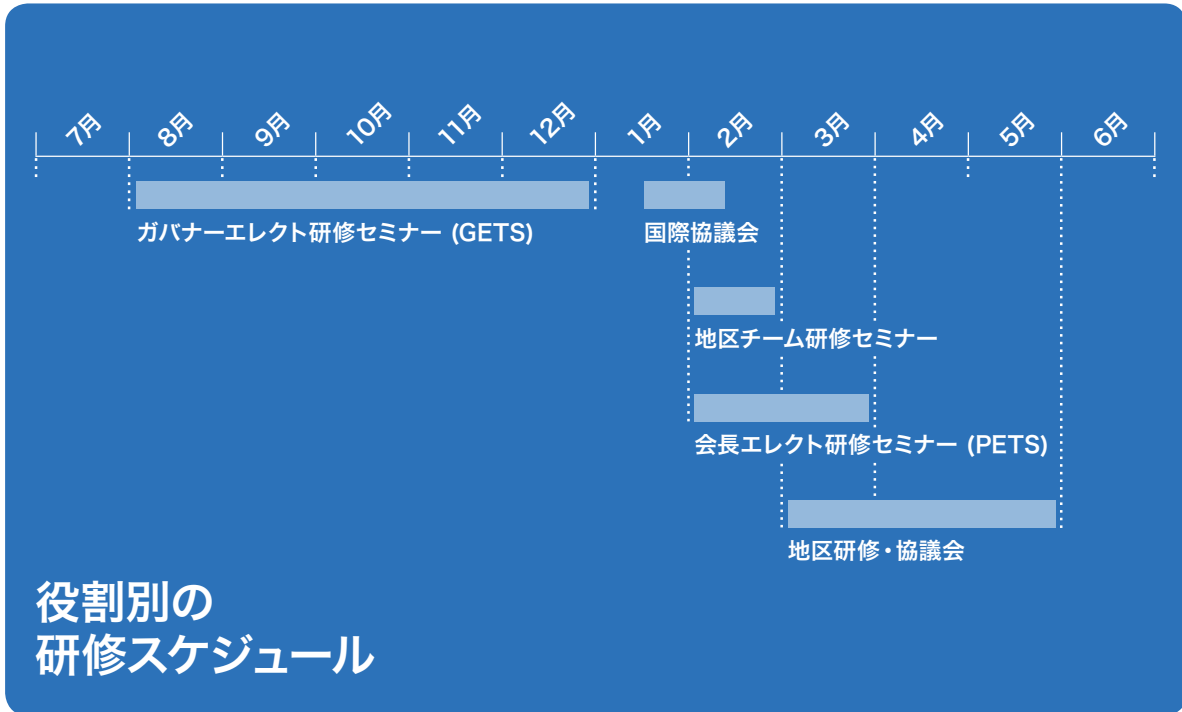 7月
8月
9月
10月
11月
12月
1月
2月
3月
4月
5月
6月
ガバナーエレクト研修セミナー (GETS)
国際協議会
地区チーム研修セミナー
会長エレクト研修セミナー (PETS)
地区研修・協議会
役割別の
研修スケジュール